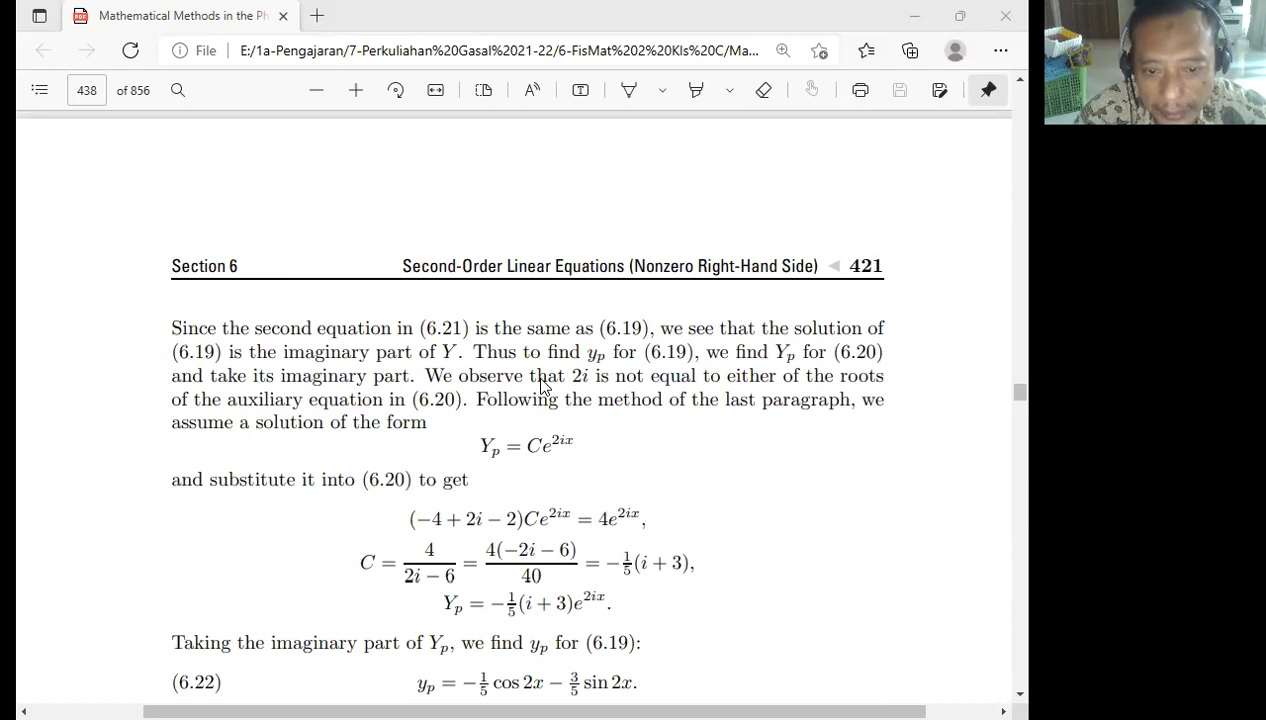 Mathematical Methods in the Ph
File E:/1a-Pengajaran/7-Perkuliahan%20Gasal%202021-22/6-FisMat%202%20Kls%20C/Ma...
438 of 856
Section 6 Second-Order Linear Equations (Nonzero Right-Hand Side) 421
Since the second equation in (6.21) is the same as (6.19), we see that the solution of
(6.19) is the imaginary part of Y. Thus to find y_p for (6.19), we find Y_p for (6.20)
and take its imaginary part. We observe that 2i is not equal to either of the roots
of the auxiliary equation in (6.20). Following the method of the last paragraph, we
assume a solution of the form
Y_p = Ce^{2ix}
and substitute it into (6.20) to get
(−4 + 2i − 2)Ce^{2ix} = 4e^{2ix},
C = 4/(2i − 6) = 4(−2i − 6)/40 = −1/5(i + 3),
Y_p = −1/5(i + 3)e^{2ix}.
Taking the imaginary part of Y_p, we find y_p for (6.19):
(6.22) y_p = −1/5 cos 2x − 3/5 sin 2x.